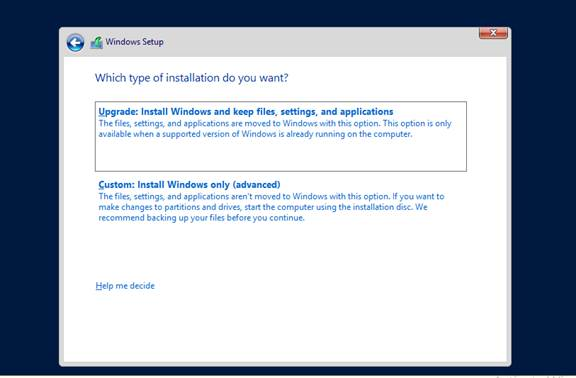 Windows Setup
Which type of installation do you want?
Upgrade: Install Windows and keep files, settings, and applications
The files, settings, and applications are moved to Windows with this option. This option is only
available when a supported version of Windows is already running on the computer.
Custom: Install Windows only (advanced)
The files, settings, and applications aren't moved to Windows with this option. If you want to
make changes to partitions and drives, start the computer using the installation disc. We
recommend backing up your files before you continue.
Help me decide